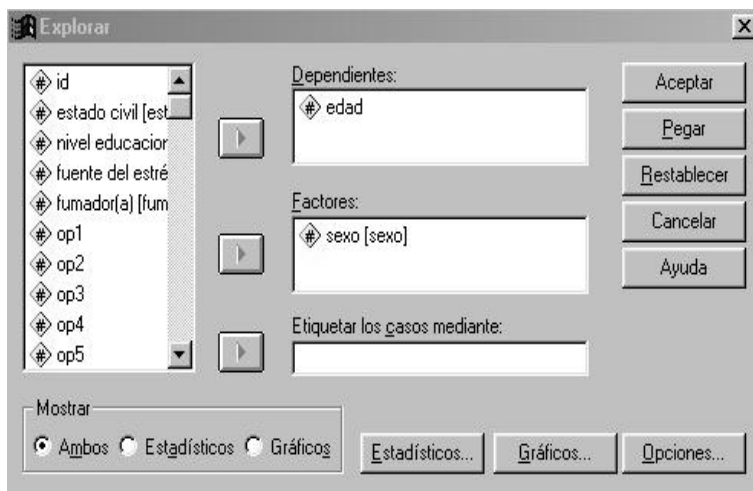 Explorar
id
estado civil [est
nivel educacion
fuente del estré
fumador(a) [fum
op1
op2
op3
op4
op5
Dependientes:
edad
Factores:
sexo [sexo]
Etiquetar los casos mediante:
Aceptar
Pegar
Restablecer
Cancelar
Ayuda
Mostrar
Ambos Estadísticos Gráficos
Estadísticos... Gráficos... Opciones...